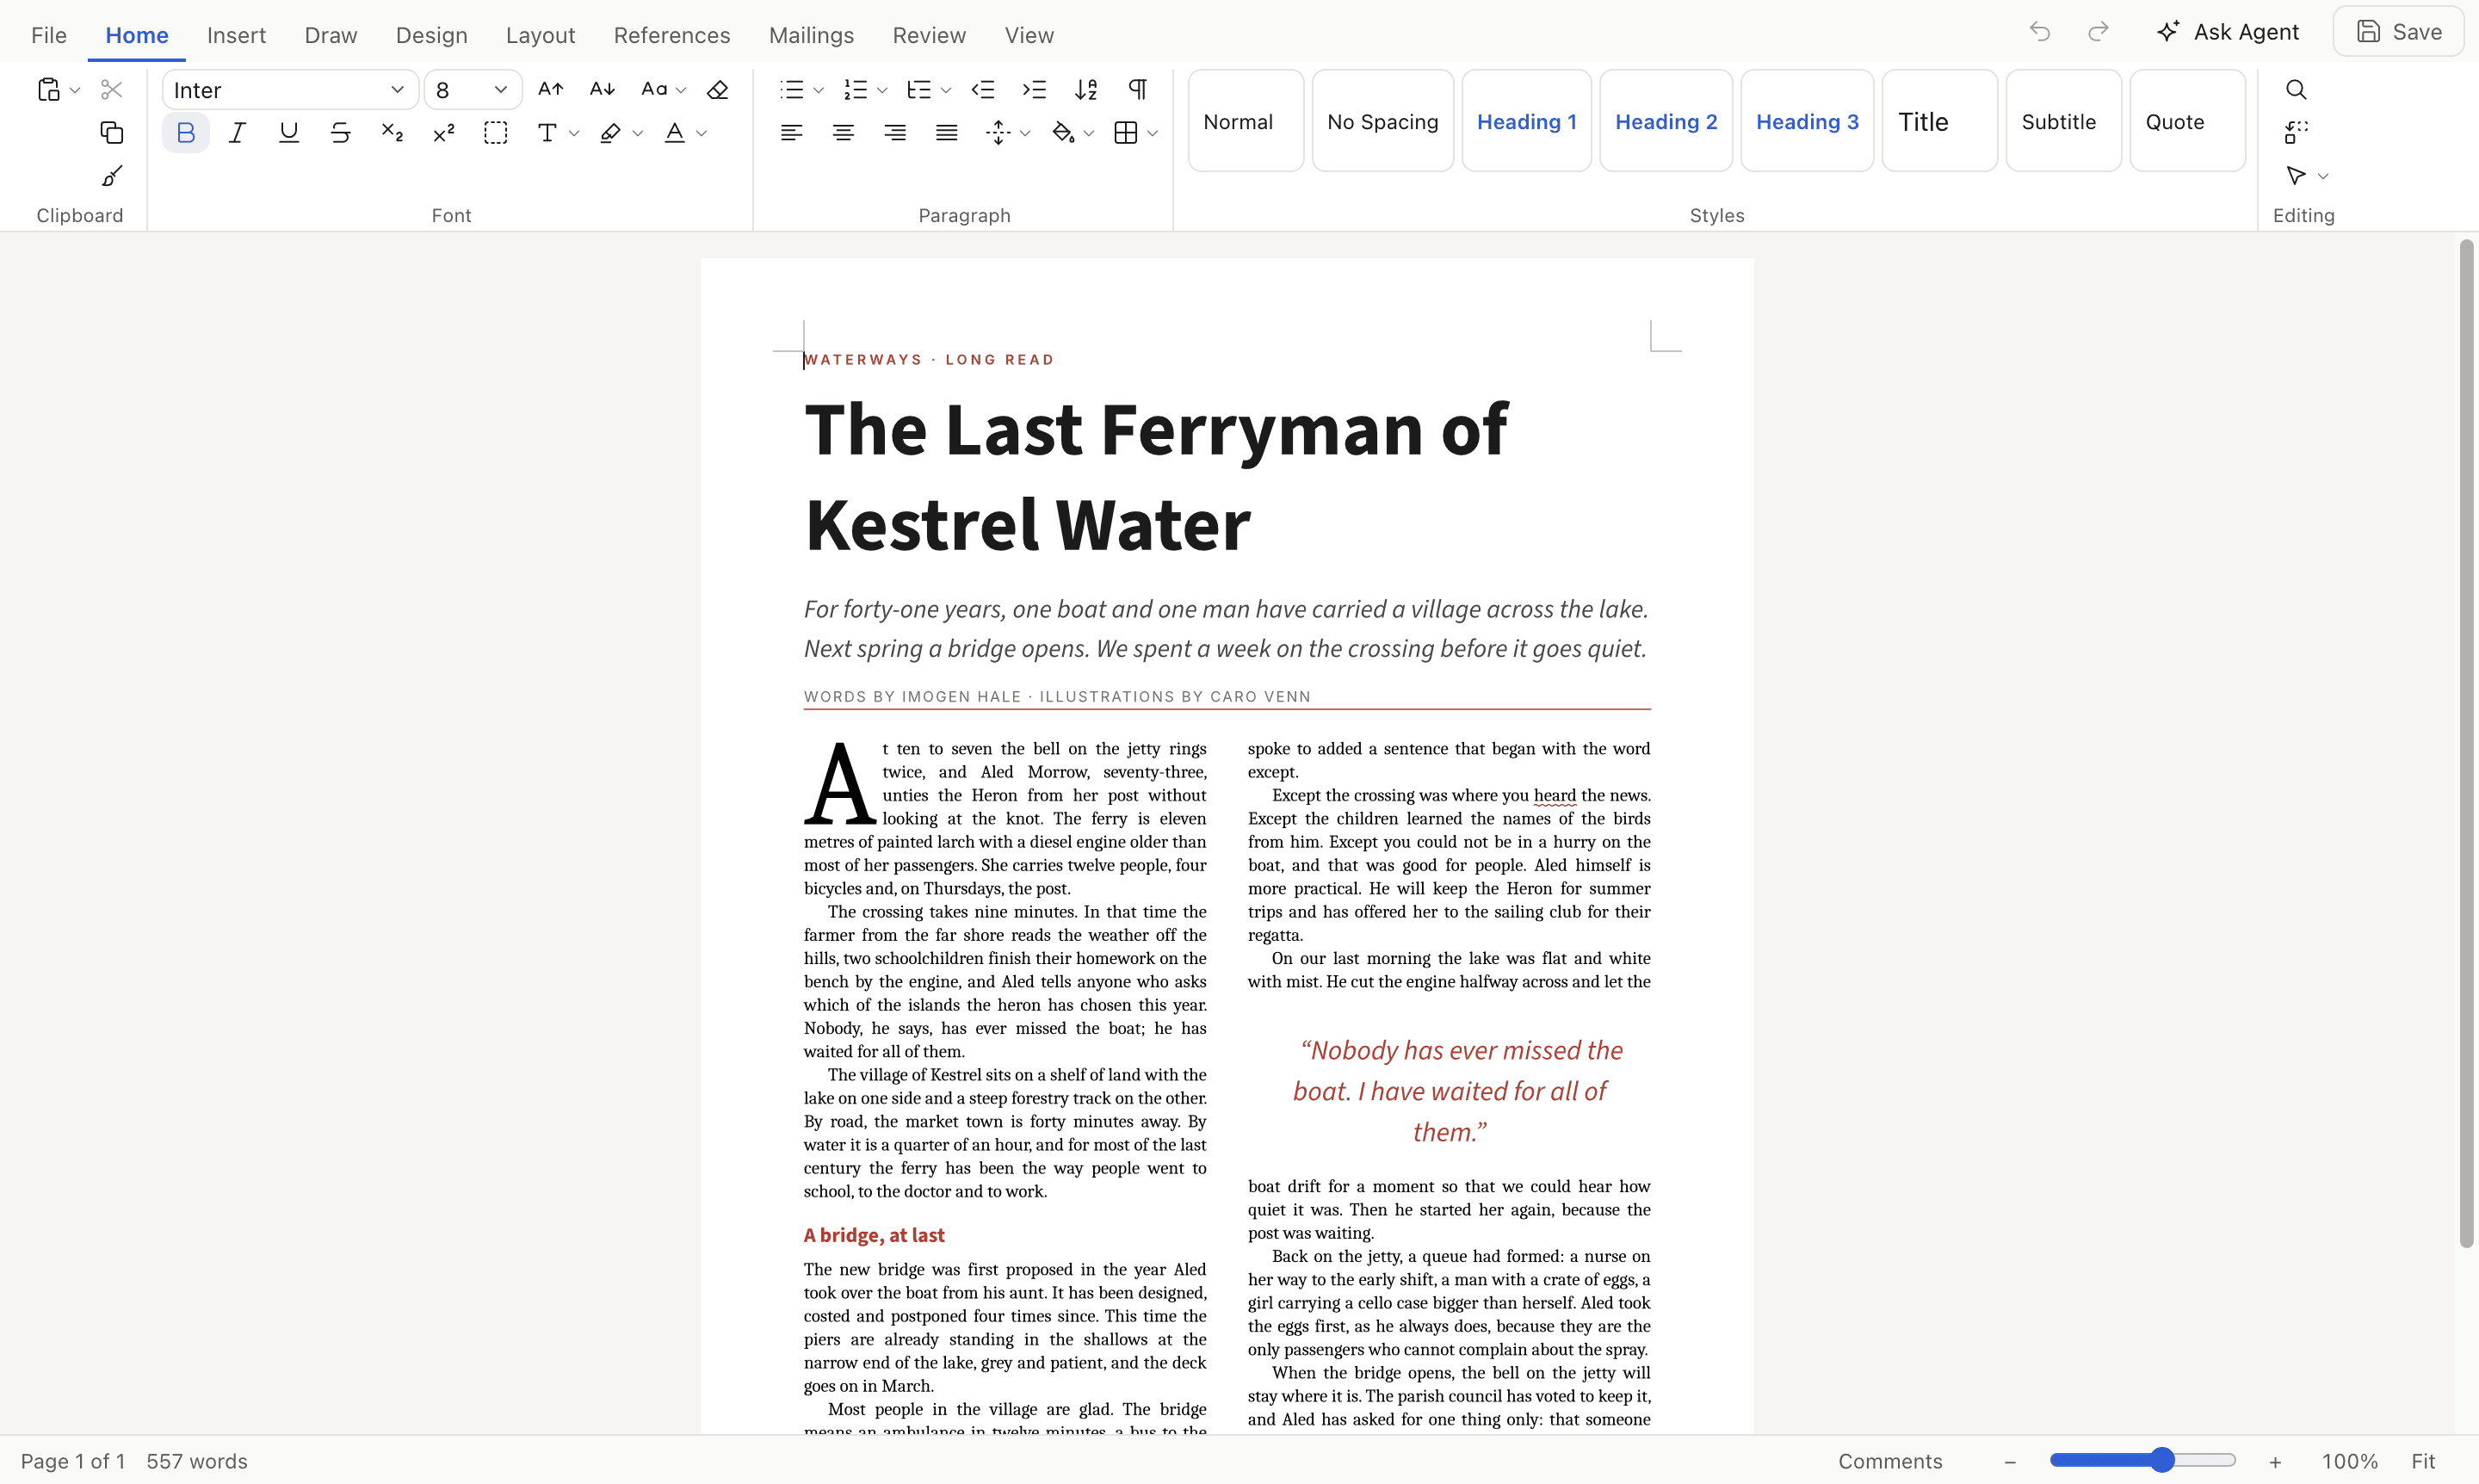 File Home Insert Draw Design Layout References Mailings Review View
Ask Agent Save
Inter 8
Normal No Spacing Heading 1 Heading 2 Heading 3 Title Subtitle Quote
Clipboard Font Paragraph Styles Editing
WATERWAYS · LONG READ
The Last Ferryman of
Kestrel Water
For forty-one years, one boat and one man have carried a village across the lake.
Next spring a bridge opens. We spent a week on the crossing before it goes quiet.
WORDS BY IMOGEN HALE · ILLUSTRATIONS BY CARO VENN
At ten to seven the bell on the jetty rings
twice, and Aled Morrow, seventy-three,
unties the Heron from her post without
looking at the knot. The ferry is eleven
metres of painted larch with a diesel engine older than
most of her passengers. She carries twelve people, four
bicycles and, on Thursdays, the post.
The crossing takes nine minutes. In that time the
farmer from the far shore reads the weather off the
hills, two schoolchildren finish their homework on the
bench by the engine, and Aled tells anyone who asks
which of the islands the heron has chosen this year.
Nobody, he says, has ever missed the boat; he has
waited for all of them.
The village of Kestrel sits on a shelf of land with the
lake on one side and a steep forestry track on the other.
By road, the market town is forty minutes away. By
water it is a quarter of an hour, and for most of the last
century the ferry has been the way people went to
school, to the doctor and to work.
A bridge, at last
The new bridge was first proposed in the year Aled
took over the boat from his aunt. It has been designed,
costed and postponed four times since. This time the
piers are already standing in the shallows at the
narrow end of the lake, grey and patient, and the deck
goes on in March.
Most people in the village are glad. The bridge
means an ambulance in twelve minutes, a bus to the
spoke to added a sentence that began with the word
except.
Except the crossing was where you heard the news.
Except the children learned the names of the birds
from him. Except you could not be in a hurry on the
boat, and that was good for people. Aled himself is
more practical. He will keep the Heron for summer
trips and has offered her to the sailing club for their
regatta.
On our last morning the lake was flat and white
with mist. He cut the engine halfway across and let the
“Nobody has ever missed the
boat. I have waited for all of
them.”
boat drift for a moment so that we could hear how
quiet it was. Then he started her again, because the
post was waiting.
Back on the jetty, a queue had formed: a nurse on
her way to the early shift, a man with a crate of eggs, a
girl carrying a cello case bigger than herself. Aled took
the eggs first, as he always does, because they are the
only passengers who cannot complain about the spray.
When the bridge opens, the bell on the jetty will
stay where it is. The parish council has voted to keep it,
and Aled has asked for one thing only: that someone
Page 1 of 1 557 words
Comments 100% Fit